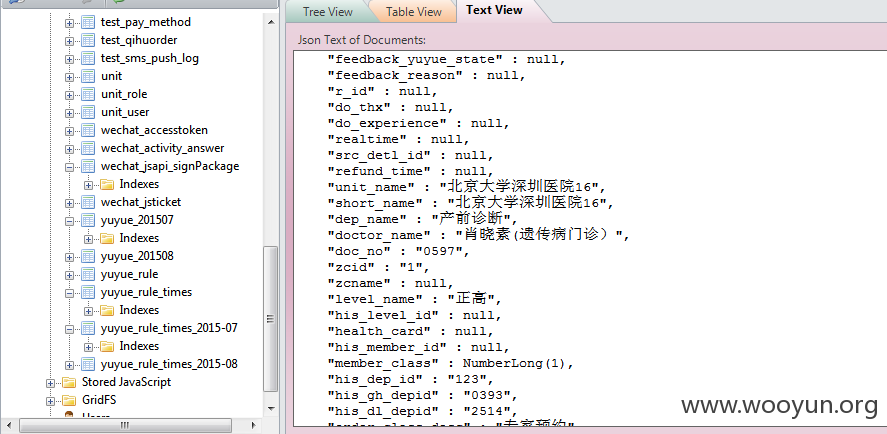 test_pay_method
test_qihuorder
test_sms_push_log
unit
unit_role
unit_user
wechat_accesstoken
wechat_activity_answer
wechat_jsapi_signPackage
Indexes
wechat_jsticket
yuyue_201507
Indexes
yuyue_201508
yuyue_rule
yuyue_rule_times
Indexes
yuyue_rule_times_2015-07
Indexes
yuyue_rule_times_2015-08
Stored JavaScript
GridFS
Users
Tree View
Table View
Text View
Json Text of Documents:
"feedback_yuyue_state" : null,
"feedback_reason" : null,
"r_id" : null,
"do_thx" : null,
"do_experience" : null,
"realtime" : null,
"src_detl_id" : null,
"refund_time" : null,
"unit_name" : "北京大学深圳医院16",
"short_name" : "北京大学深圳医院16",
"dep_name" : "产前诊断",
"doctor_name" : "肖晓素(遗传病门诊）",
"doc_no" : "0597",
"zcid" : "1",
"zcname" : null,
"level_name" : "正高",
"his_level_id" : null,
"health_card" : null,
"his_member_id" : null,
"member_class" : NumberLong(1),
"his_dep_id" : "123",
"his_gh_depid" : "0393",
"his_dl_depid" : "2514",
"order_class_desc" : "专家预约",
www.wooyun.org